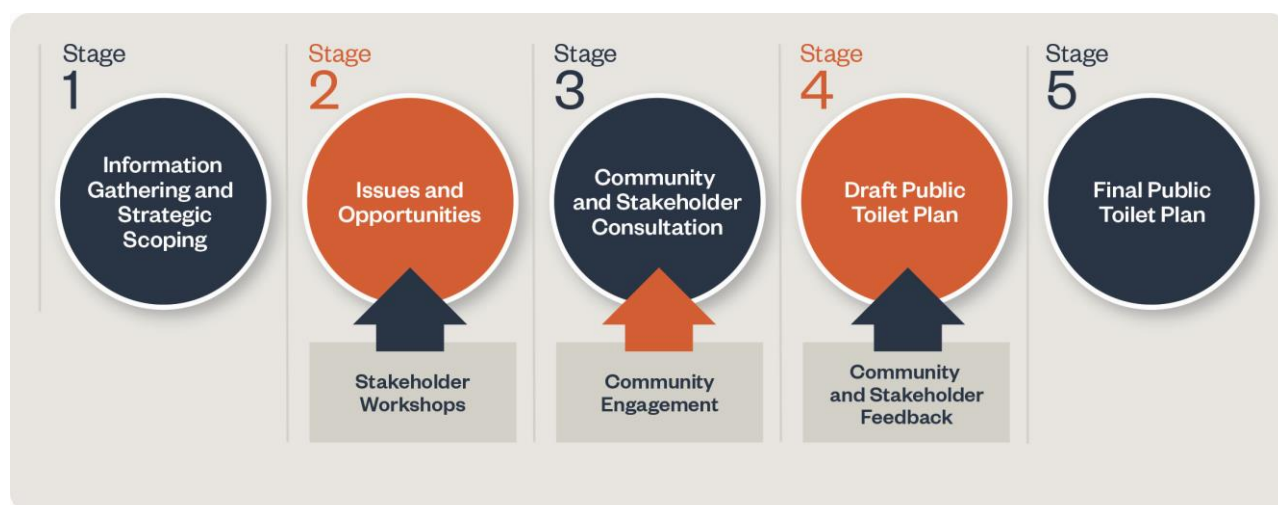 Stage
1
Information
Gathering and
Strategic
Scoping
Stage
2
Issues and
Opportunities
Stakeholder
Workshops
Stage
3
Community
and Stakeholder
Consultation
Community
Engagement
Stage
4
Draft Public
Toilet Plan
Community
and Stakeholder
Feedback
Stage
5
Final Public
Toilet Plan